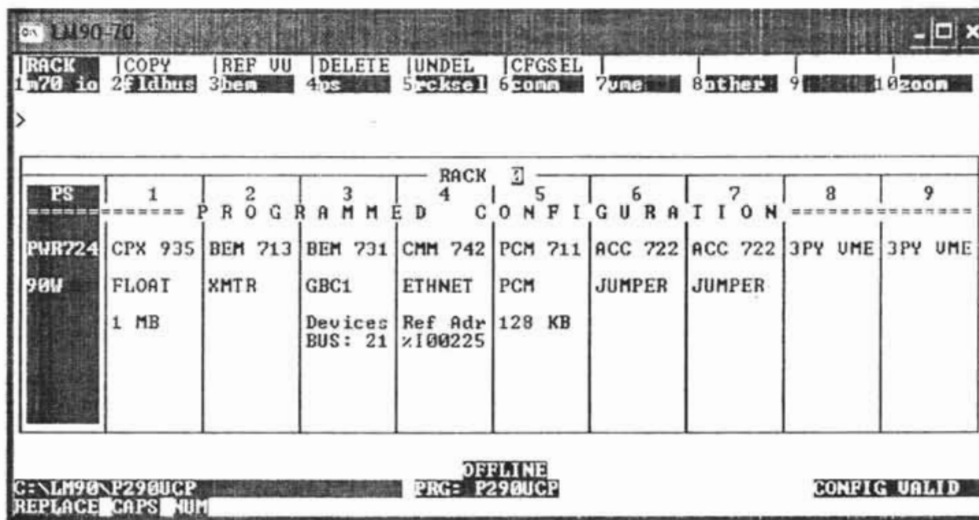 LM90-70
|RACK |COPY |REF VU |DELETE |UNDEL |CFGSEL | | | |
1m70 io 2fldbus 3bem 4ps 5rcksel 6comm 7vme 8other 9 10zoom
>
RACK 0
PS 1 2 3 4 5 6 7 8 9
====== ====== P R O G R A M M E D C O N F I G U R A T I O N ======
PWR724 CPX 935 BEM 713 BEM 731 CMM 742 PCM 711 ACC 722 ACC 722 3PY VME 3PY VME
90W FLOAT XMTR GBC1 ETHNET PCM JUMPER JUMPER
1 MB Devices Ref Adr 128 KB
BUS: 21 %I00225
OFFLINE
C:\LM90\P290UCP PRG: P290UCP CONFIG VALID
REPLACE CAPS NUM